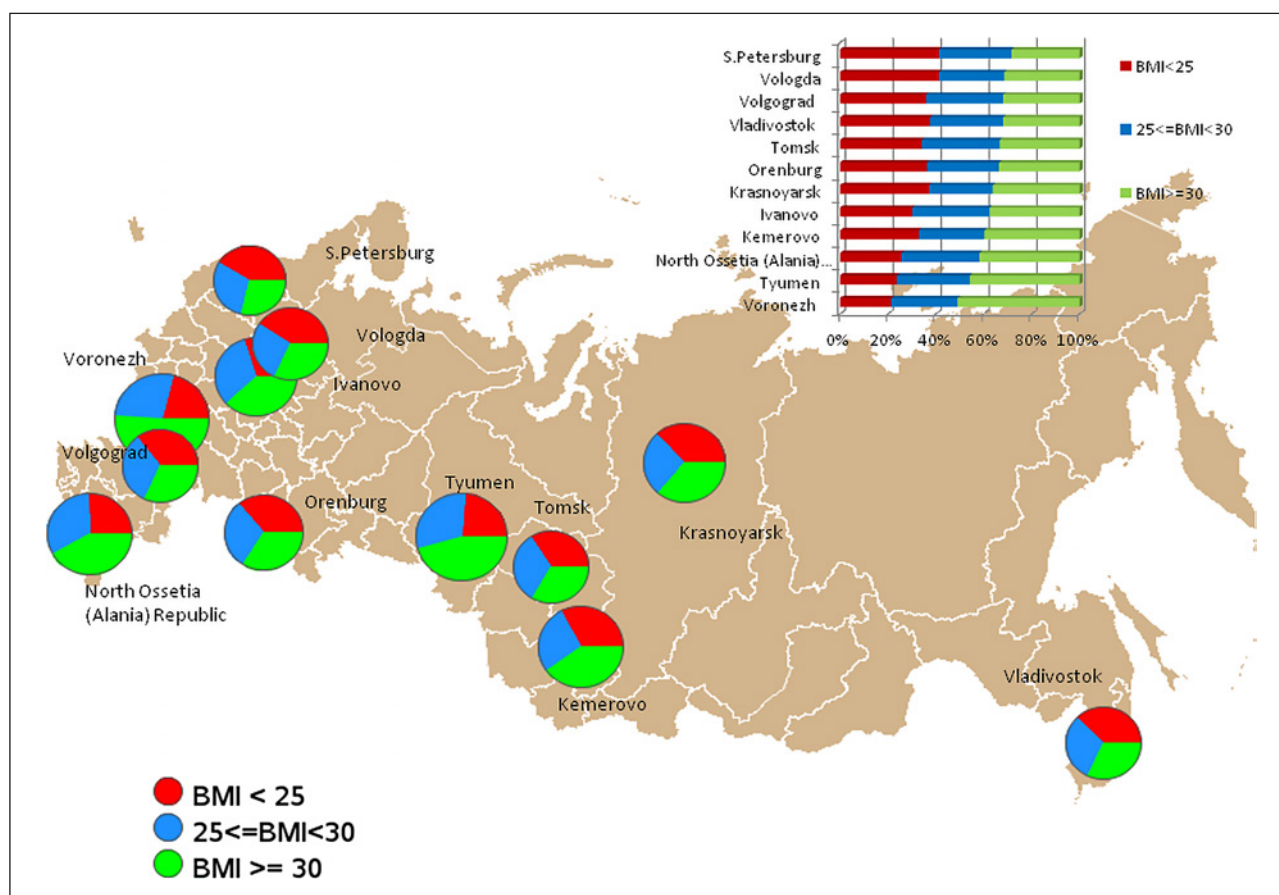 S.Petersburg
Vologda
Volgograd
Vladivostok
Tomsk
Orenburg
Krasnoyarsk
Ivanovo
Kemerovo
North Ossetia (Alania)...
Tyumen
Voronezh
0% 20% 40% 60% 80% 100%
BMI<25
25<=BMI<30
BMI>=30
S.Petersburg
Vologda
Voronezh
Ivanovo
Volgograd
Orenburg
Tyumen
Tomsk
Krasnoyarsk
North Ossetia
(Alania) Republic
Kemerovo
Vladivostok
BMI < 25
25<=BMI<30
BMI >= 30